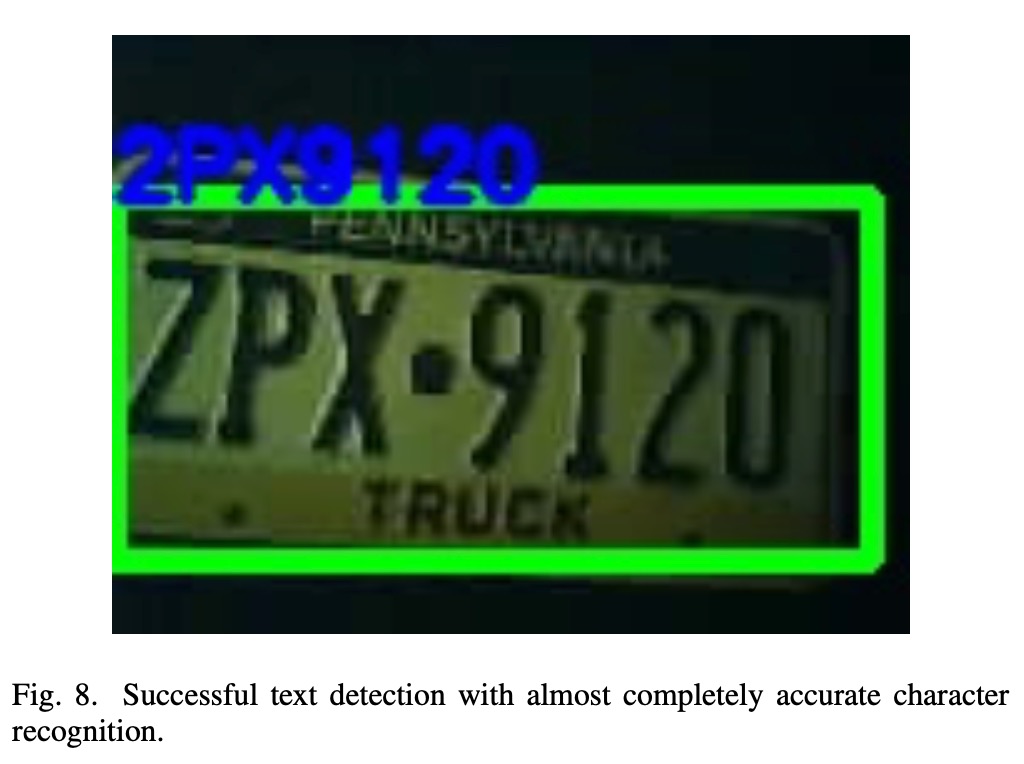 2PX9120
PENNSYLVANIA
ZPX·9120
TRUCK
Fig. 8. Successful text detection with almost completely accurate character
recognition.